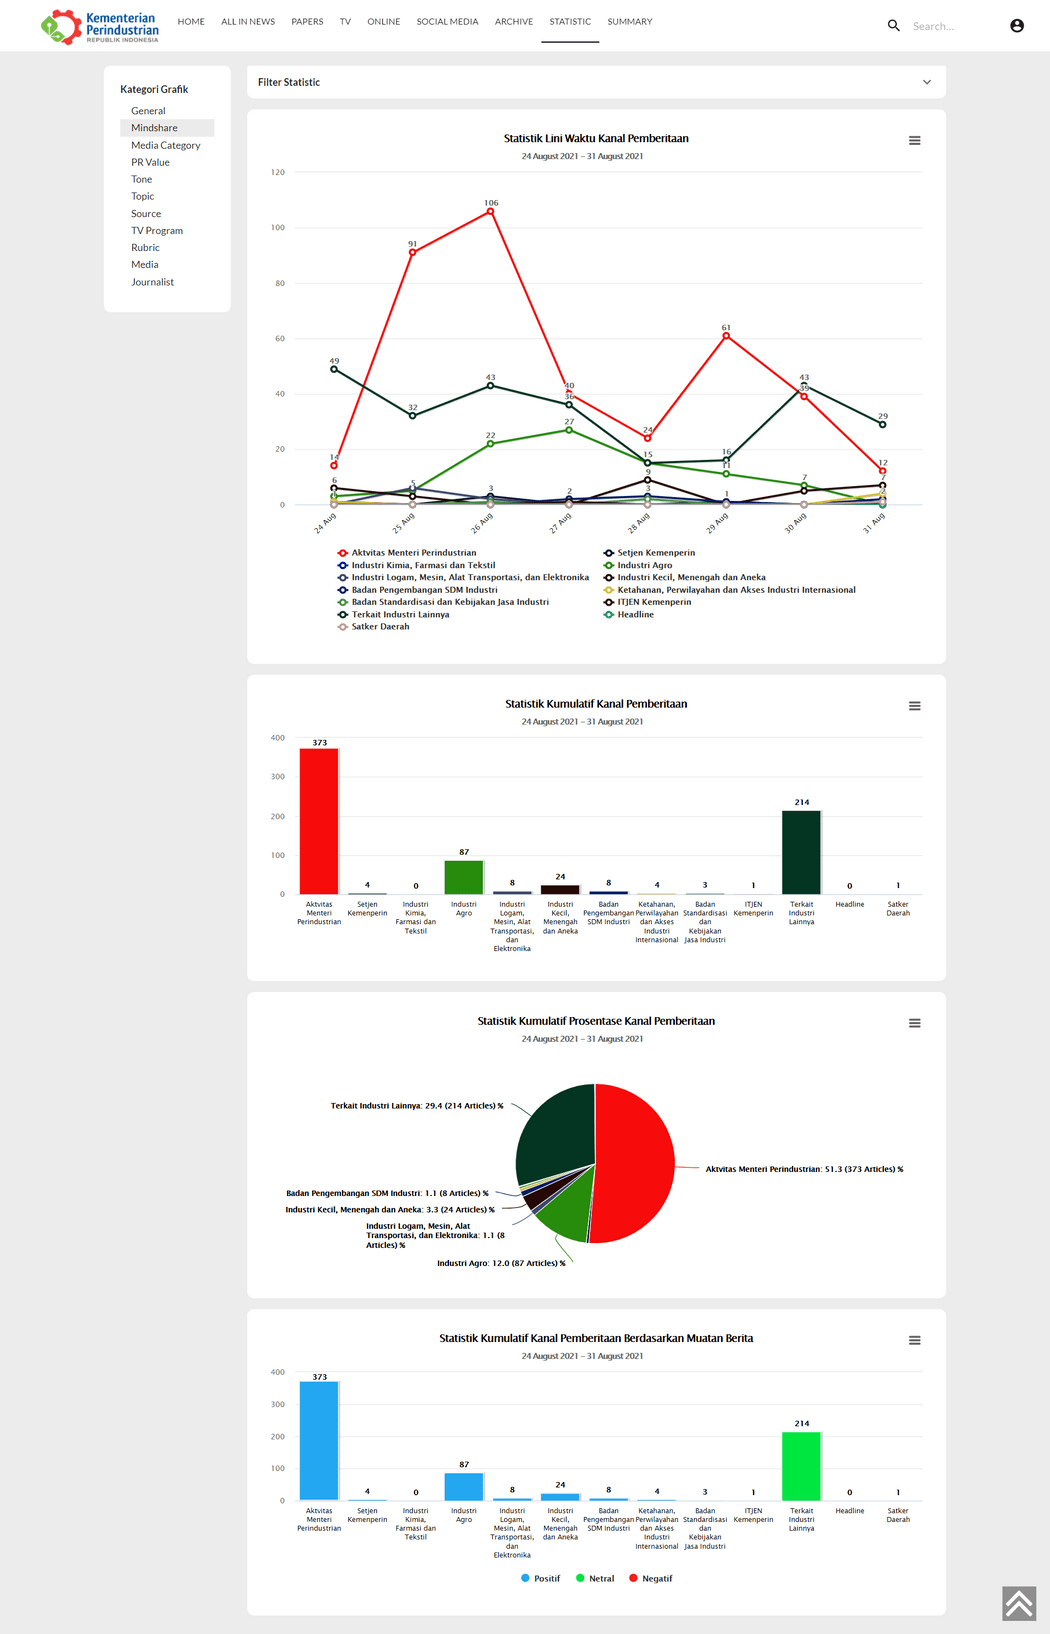 Kementerian
Perindustrian
REPUBLIK INDONESIA
HOME ALL IN NEWS PAPERS TV ONLINE SOCIAL MEDIA ARCHIVE STATISTIC SUMMARY
Search...
Kategori Grafik
General
Mindshare
Media Category
PR Value
Tone
Topic
Source
TV Program
Rubric
Media
Journalist
Filter Statistic
Statistik Lini Waktu Kanal Pemberitaan
24 August 2021 – 31 August 2021
120
100
80
60
40
20
0
14 91 106 40 24 61 39 12
49 32 43 36 15 16 43 29
22 27 11 7
6 9 7
5 3 2 3 1
24 Aug 25 Aug 26 Aug 27 Aug 28 Aug 29 Aug 30 Aug 31 Aug
Aktvitas Menteri Perindustrian
Setjen Kemenperin
Industri Kimia, Farmasi dan Tekstil
Industri Agro
Industri Logam, Mesin, Alat Transportasi, dan Elektronika
Industri Kecil, Menengah dan Aneka
Badan Pengembangan SDM Industri
Ketahanan, Perwilayahan dan Akses Industri Internasional
Badan Standardisasi dan Kebijakan Jasa Industri
ITJEN Kemenperin
Terkait Industri Lainnya
Headline
Satker Daerah
Statistik Kumulatif Kanal Pemberitaan
24 August 2021 – 31 August 2021
400
300
200
100
0
373 4 0 87 8 24 8 4 3 1 214 0 1
Aktvitas
Menteri
Perindustrian
Setjen
Kemenperin
Industri
Kimia,
Farmasi dan
Tekstil
Industri
Agro
Industri
Logam,
Mesin, Alat
Transportasi,
dan
Elektronika
Industri
Kecil,
Menengah
dan Aneka
Badan
Pengembangan
SDM Industri
Ketahanan,
Perwilayahan
dan Akses
Industri
Internasional
Badan
Standardisasi
dan
Kebijakan
Jasa Industri
ITJEN
Kemenperin
Terkait
Industri
Lainnya
Headline
Satker
Daerah
Statistik Kumulatif Prosentase Kanal Pemberitaan
24 August 2021 – 31 August 2021
Terkait Industri Lainnya: 29.4 (214 Articles) %
Aktvitas Menteri Perindustrian: 51.3 (373 Articles) %
Badan Pengembangan SDM Industri: 1.1 (8 Articles) %
Industri Kecil, Menengah dan Aneka: 3.3 (24 Articles) %
Industri Logam, Mesin, Alat
Transportasi, dan Elektronika: 1.1 (8
Articles) %
Industri Agro: 12.0 (87 Articles) %
Statistik Kumulatif Kanal Pemberitaan Berdasarkan Muatan Berita
24 August 2021 – 31 August 2021
400
300
200
100
0
373 4 0 87 8 24 8 4 3 1 214 0 1
Aktvitas
Menteri
Perindustrian
Setjen
Kemenperin
Industri
Kimia,
Farmasi dan
Tekstil
Industri
Agro
Industri
Logam,
Mesin, Alat
Transportasi,
dan
Elektronika
Industri
Kecil,
Menengah
dan Aneka
Badan
Pengembangan
SDM Industri
Ketahanan,
Perwilayahan
dan Akses
Industri
Internasional
Badan
Standardisasi
dan
Kebijakan
Jasa Industri
ITJEN
Kemenperin
Terkait
Industri
Lainnya
Headline
Satker
Daerah
Positif Netral Negatif